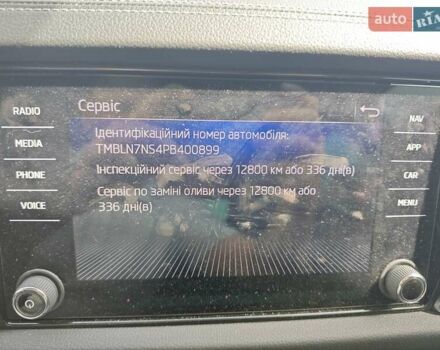 auto RIA
Сервіс
RADIO
MEDIA
PHONE
VOICE
Ідентифікаційний номер автомобіля:
TMBLN7NS4PB400899
Інспекційний сервіс через 12800 км або 336 дні(в)
Сервіс по заміні оливи через 12800 км або
336 дні(в)
NAV
APP
CAR
MENU